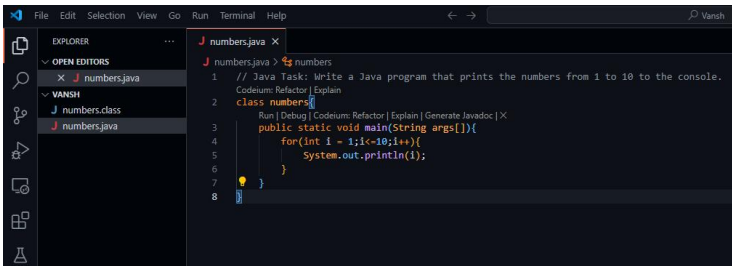 File Edit Selection View Go Run Terminal Help
Vansh
EXPLORER
OPEN EDITORS
J numbers.java
VANSH
J numbers.class
J numbers.java
J numbers.java
J numbers.java > numbers
1 // Java Task: Write a Java program that prints the numbers from 1 to 10 to the console.
Codeium: Refactor | Explain
2 class numbers{
Run | Debug | Codeium: Refactor | Explain | Generate Javadoc | X
3 public static void main(String args[]){
4 for(int i = 1;i<=10;i++){
5 System.out.println(i);
6 }
7 }
8 }